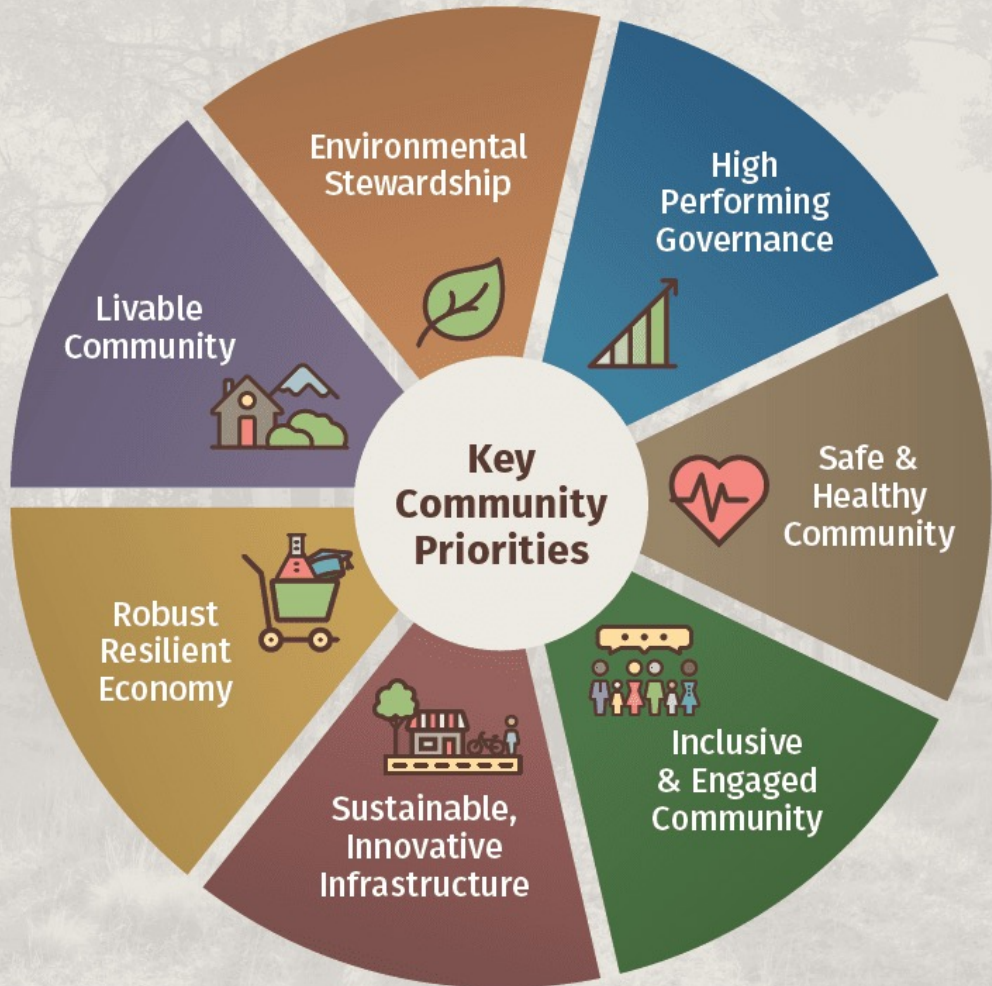 Key
Community
Priorities
Environmental
Stewardship
High
Performing
Governance
Safe &
Healthy
Community
Inclusive
& Engaged
Community
Sustainable,
Innovative
Infrastructure
Robust
Resilient
Economy
Livable
Community